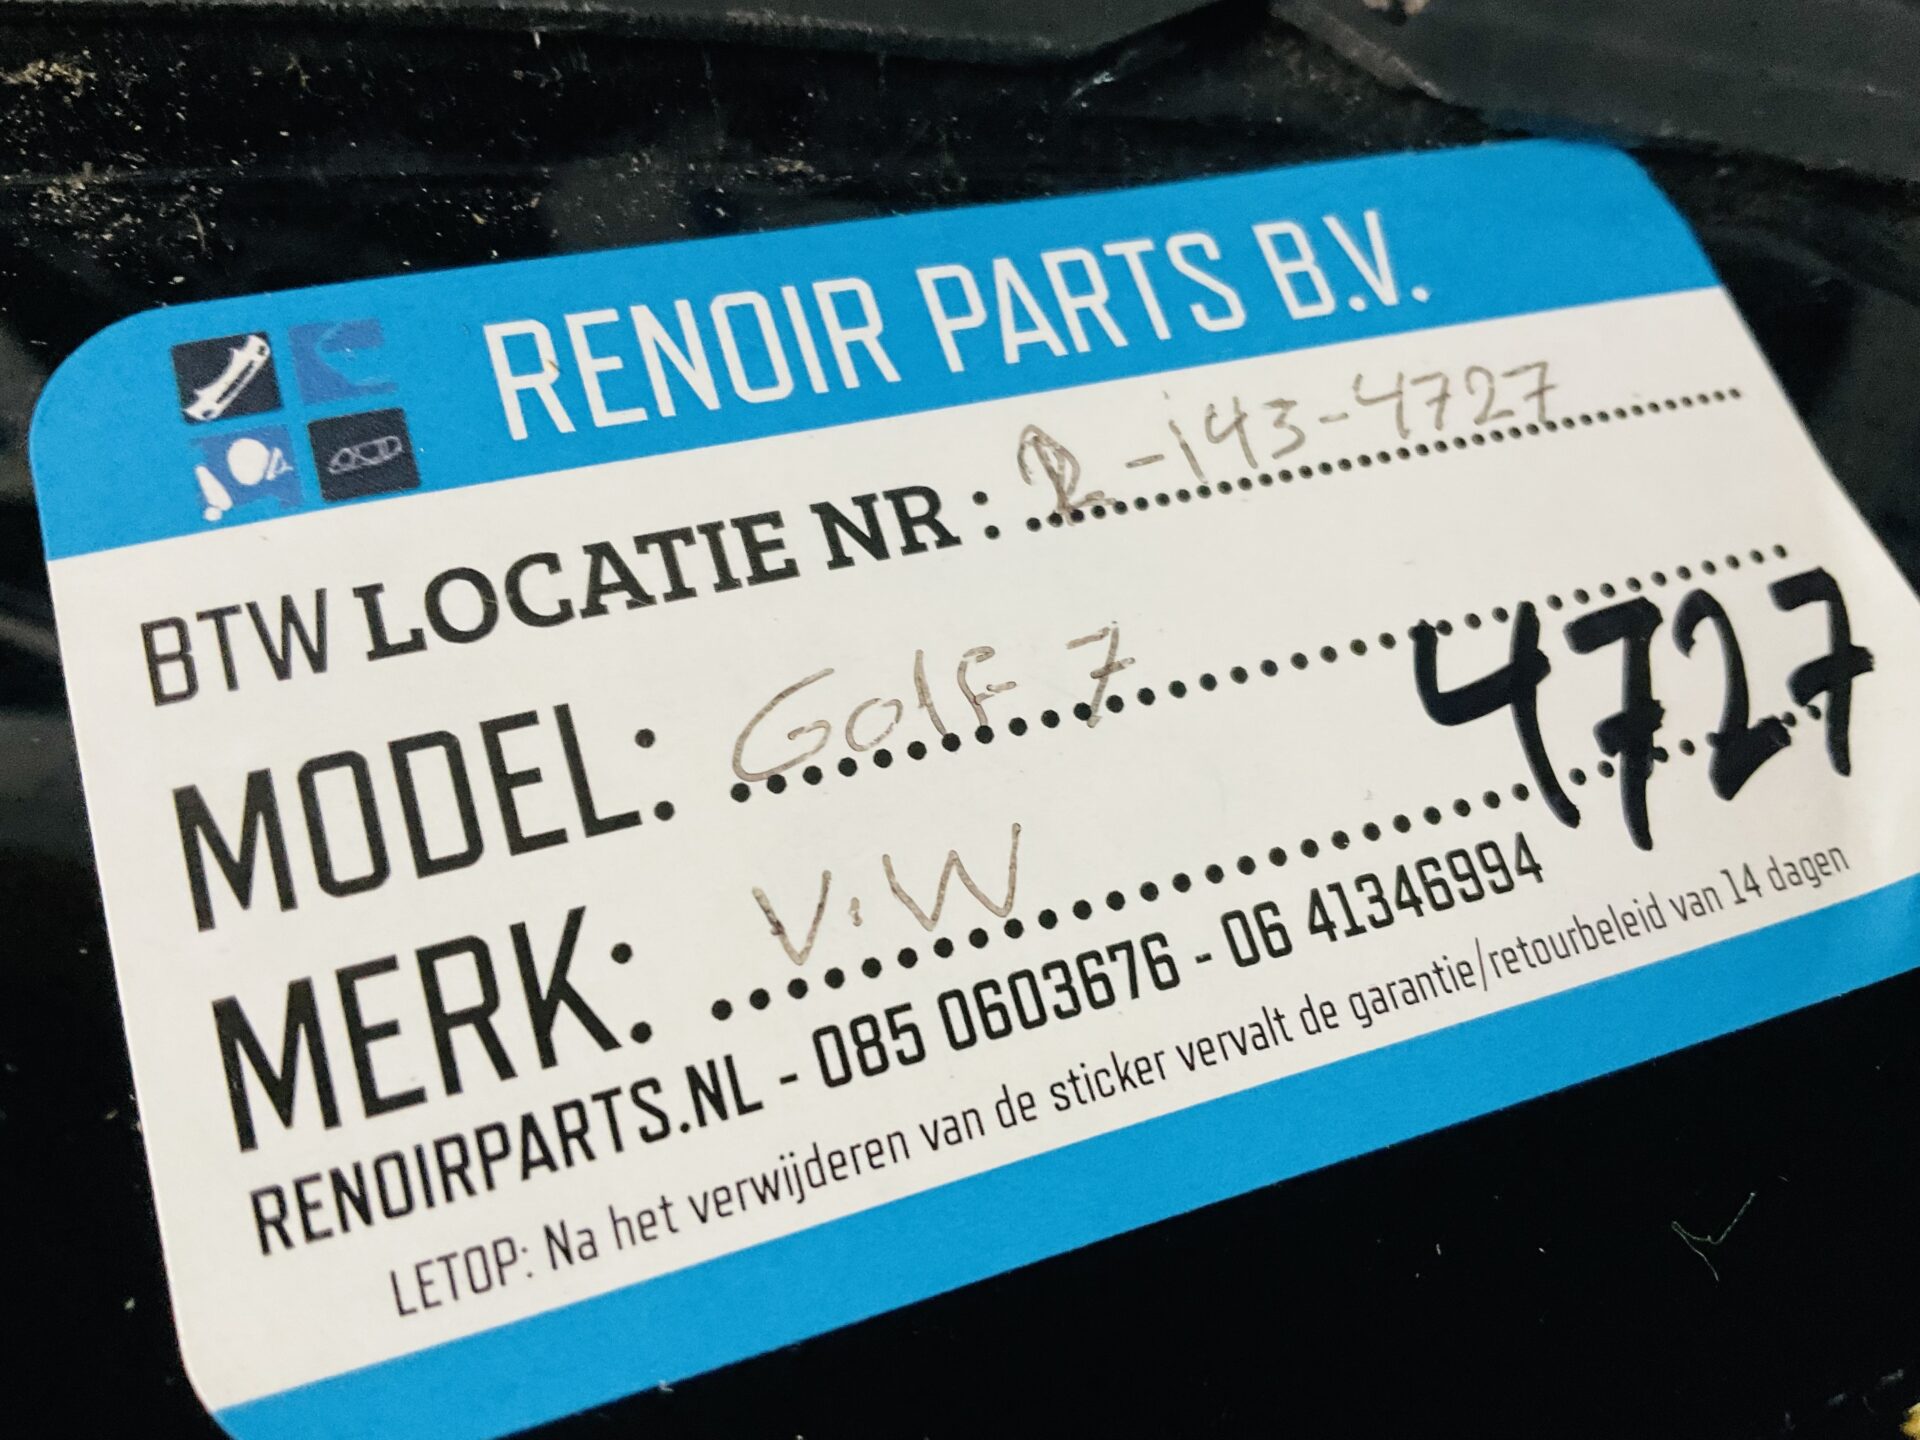 RENOIR PARTS B.V.
BTW LOCATIE NR: R-i43-4727
MODEL: Golf 7
4727
MERK: V.W
RENOIRPARTS.NL - 085 0603676 - 06 41346994
LETOP: Na het verwijderen van de sticker vervalt de garantie/retourbeleid van 14 dagen